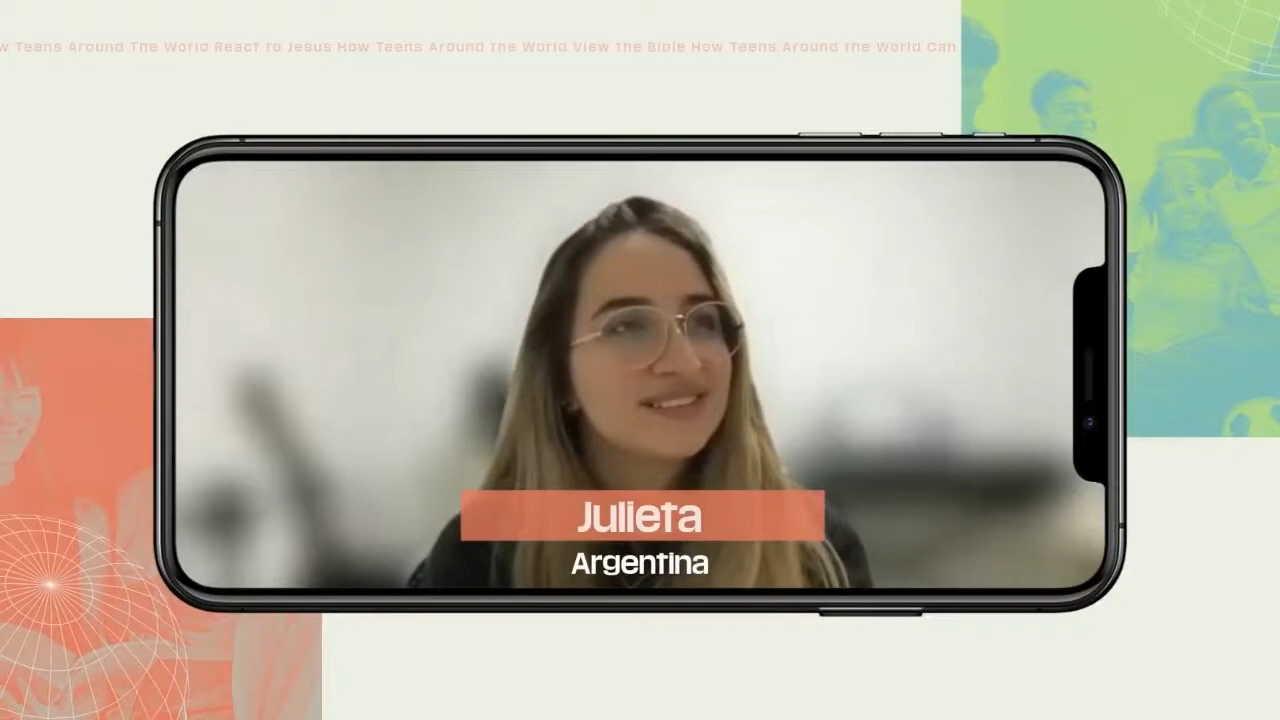 w Teens Around The World React To Jesus How Teens Around the World View the Bible How Teens Around the World Can
Julieta
Argentina